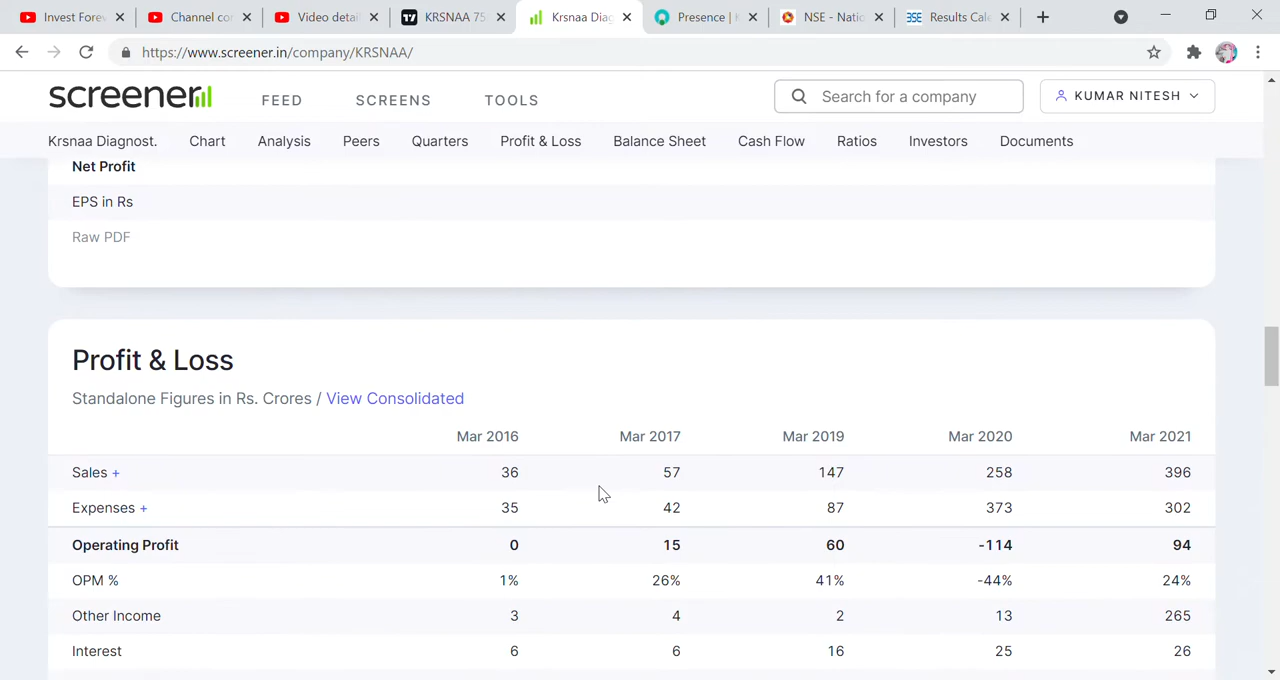 Invest Forev
Channel cor
Video detail
KRSNAA 75
Krsnaa Diag
Presence | K
NSE - Natio
Results Cale
https://www.screener.in/company/KRSNAA/
screener
FEED
SCREENS
TOOLS
Search for a company
KUMAR NITESH
Krsnaa Diagnost.
Chart
Analysis
Peers
Quarters
Profit & Loss
Balance Sheet
Cash Flow
Ratios
Investors
Documents
Net Profit
EPS in Rs
Raw PDF
Profit & Loss
Standalone Figures in Rs. Crores / View Consolidated
Mar 2016 Mar 2017 Mar 2019 Mar 2020 Mar 2021
Sales + 36 57 147 258 396
Expenses + 35 42 87 373 302
Operating Profit 0 15 60 -114 94
OPM % 1% 26% 41% -44% 24%
Other Income 3 4 2 13 265
Interest 6 6 16 25 26